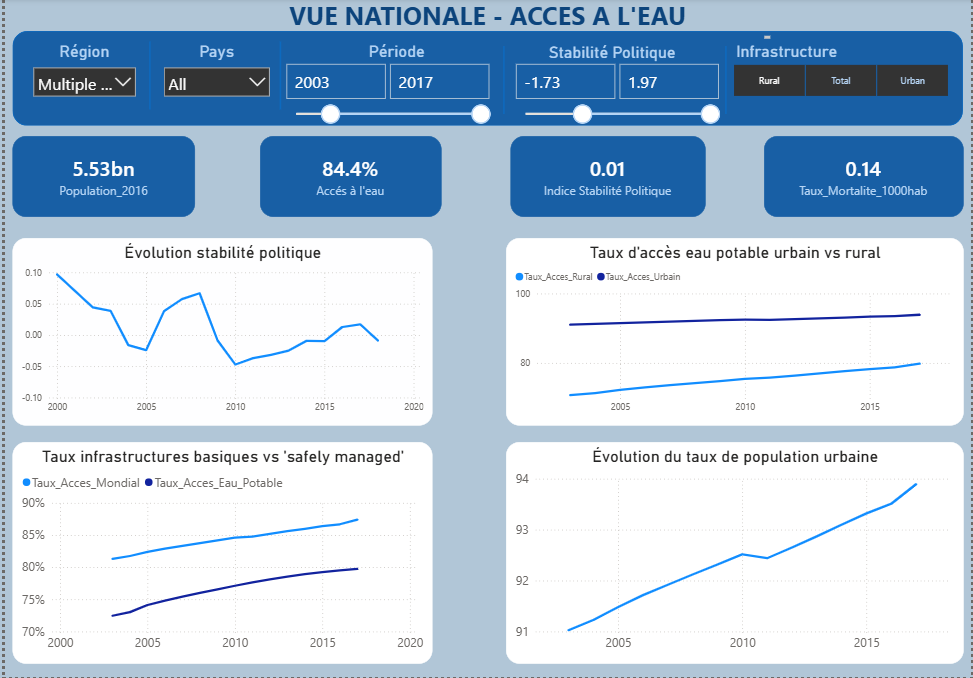 VUE NATIONALE - ACCES A L'EAU
Région
Pays
Période
Stabilité Politique
Infrastructure
Multiple ...
All
2003
2017
-1.73
1.97
Rural
Total
Urban
5.53bn
Population_2016
84.4%
Accés à l'eau
0.01
Indice Stabilité Politique
0.14
Taux_Mortalite_1000hab
Évolution stabilité politique
0.10
0.05
0.00
-0.05
-0.10
2000
2005
2010
2015
2020
Taux d'accès eau potable urbain vs rural
Taux_Acces_Rural
Taux_Acces_Urbain
100
80
2005
2010
2015
Taux infrastructures basiques vs 'safely managed'
Taux_Acces_Mondial
Taux_Acces_Eau_Potable
90%
85%
80%
75%
70%
2000
2005
2010
2015
2020
Évolution du taux de population urbaine
94
93
92
91
2005
2010
2015